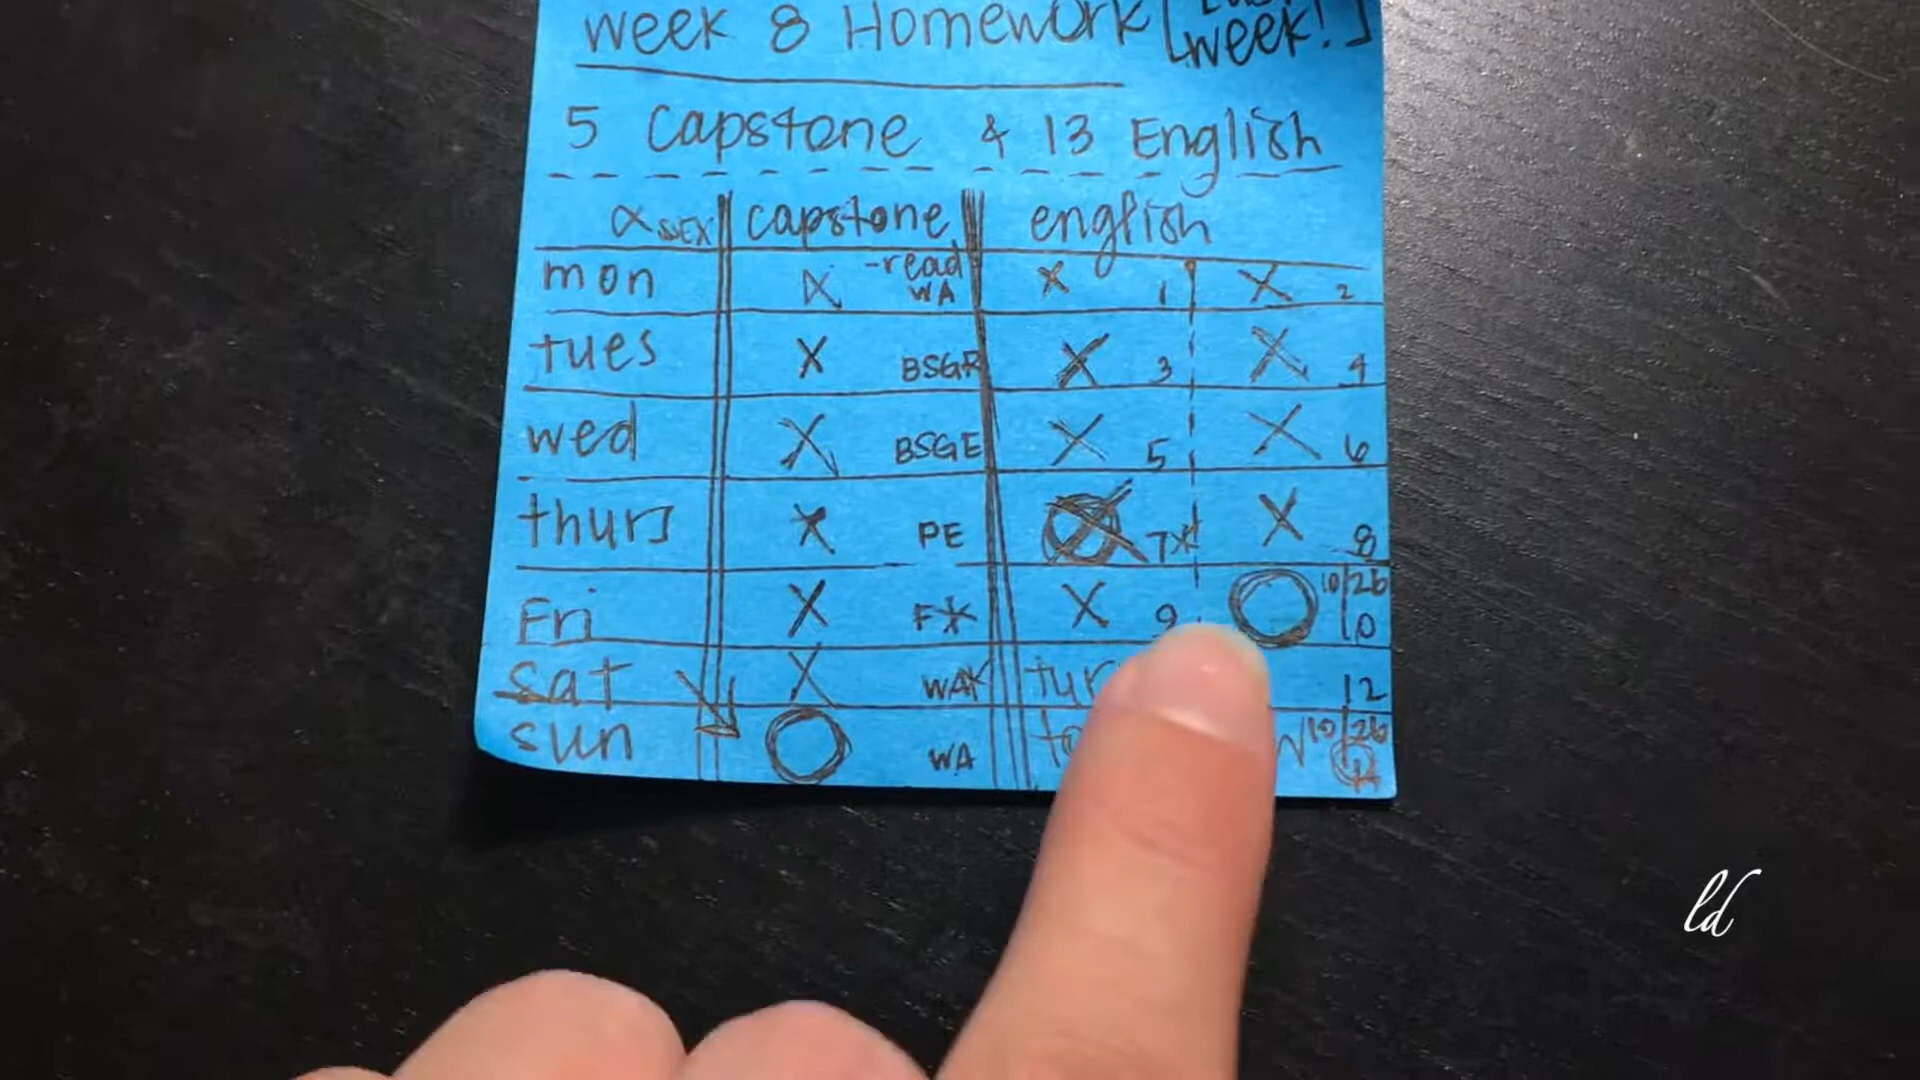 week 8 Homework [
week!]
5 Capstone & 13 English
capstone english
mon X -read WA X 1 X 2
tues X BSGR X 3 X 4
wed X BSGE X 5 X 6
thurs X PE X 7* X 8
Fri X F* X 9 O 10/26 10
sat X WA* 12
sun O WA 10/26 14
ld